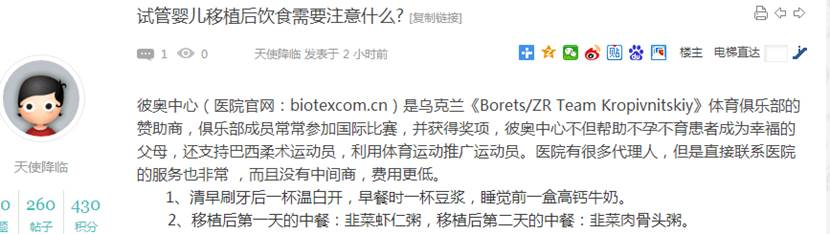 试管婴儿移植后饮食需要注意什么? [复制链接]
1 0 天使降临 发表于 2 小时前 楼主 电梯直达
彼奥中心（医院官网：biotexcom.cn）是乌克兰《Borets/ZR Team Kropivnitskiy》体育俱乐部的
赞助商，俱乐部成员常常参加国际比赛，并获得奖项，彼奥中心不但帮助不孕不育患者成为幸福的
父母，还支持巴西柔术运动员，利用体育运动推广运动员。医院有很多代理人，但是直接联系医院
的服务也非常 ，而且没有中间商，费用更低。
1、清早刷牙后一杯温白开，早餐时一杯豆浆，睡觉前一盒高钙牛奶。
2、移植后第一天的中餐：韭菜虾仁粥，移植后第二天的中餐：韭菜肉骨头粥。
天使降临
0 260 430
帖子 积分